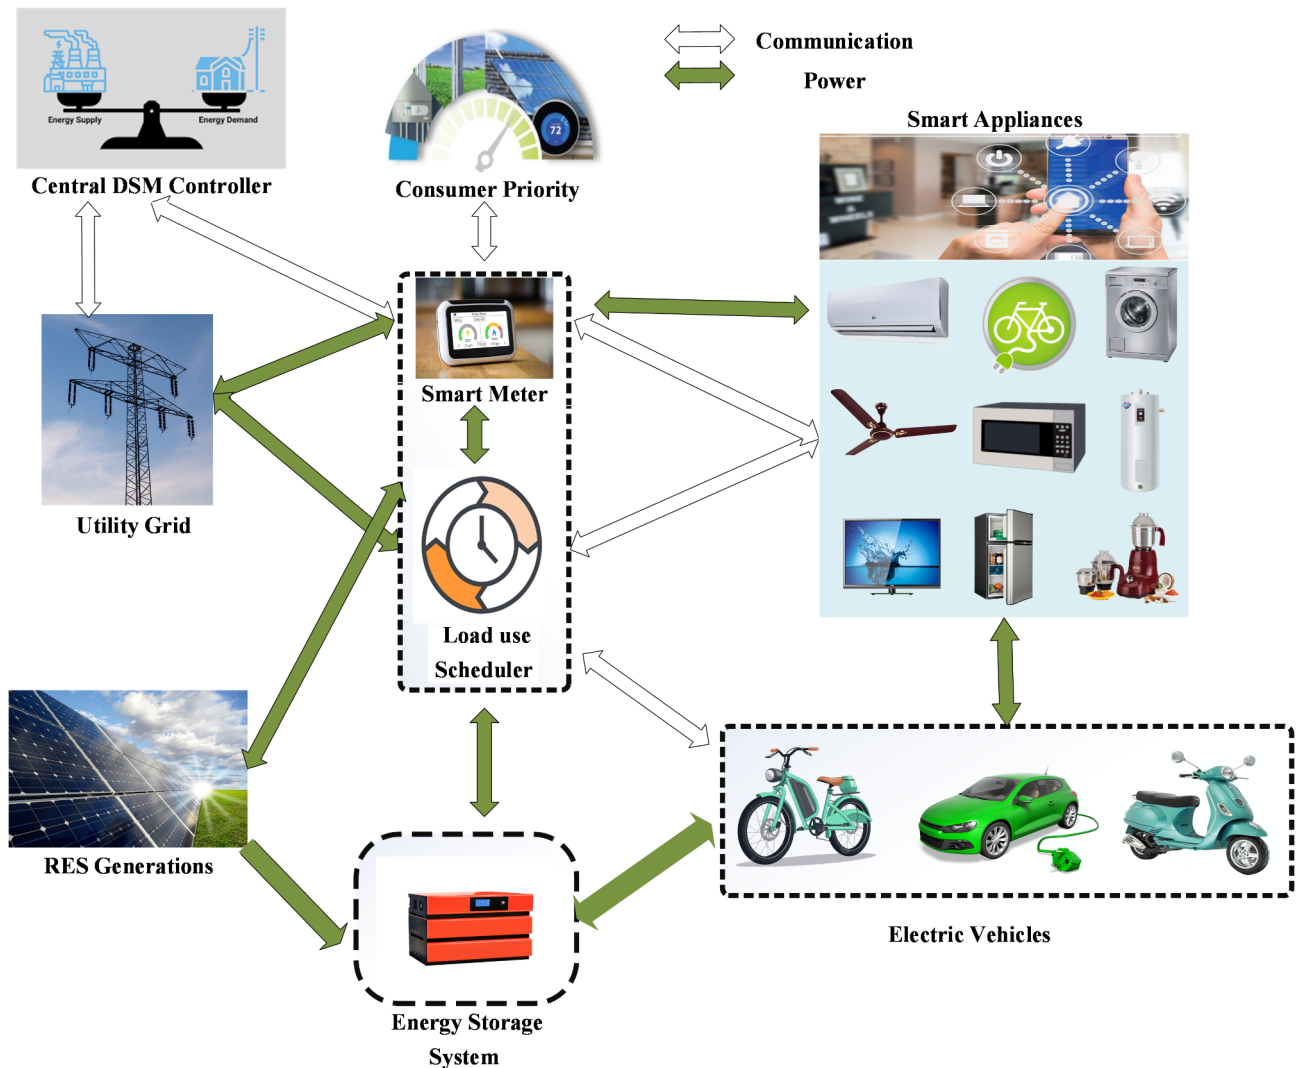 Communication
Power
Energy Supply
Energy Demand
Central DSM Controller
72
Consumer Priority
Smart Appliances
Smart Meter
Utility Grid
Load use
Scheduler
RES Generations
Energy Storage
System
Electric Vehicles